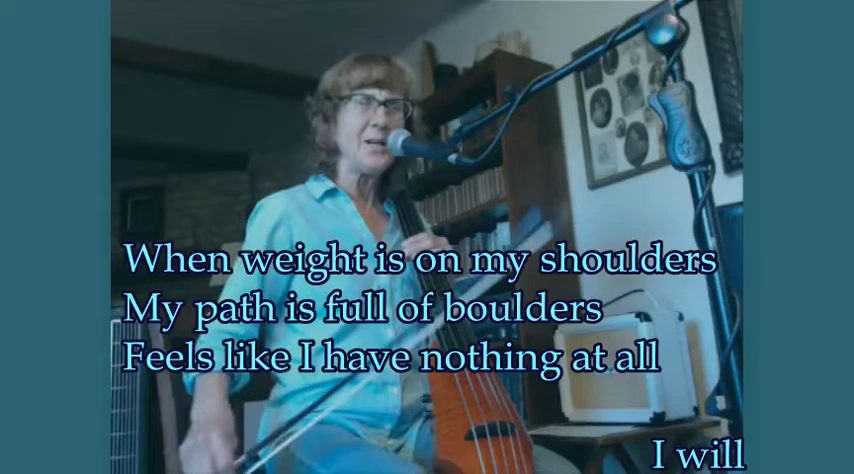 When weight is on my shoulders
My path is full of boulders
Feels like I have nothing at all
I will